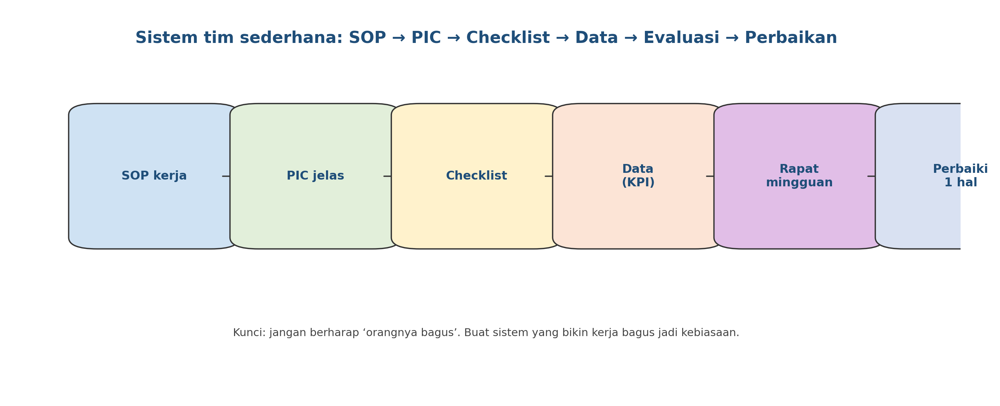 Sistem tim sederhana: SOP → PIC → Checklist → Data → Evaluasi → Perbaikan
SOP kerja
PIC jelas
Checklist
Data
(KPI)
Rapat
mingguan
Perbaiki
1 hal
Kunci: jangan berharap ‘orangnya bagus’. Buat sistem yang bikin kerja bagus jadi kebiasaan.